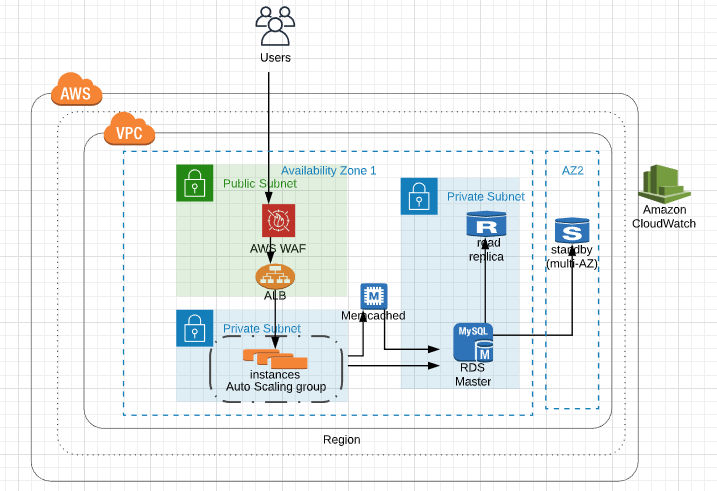 Users
AWS
VPC
Availability Zone 1
Public Subnet
AZ2
Private Subnet
Amazon
CloudWatch
R
read
replica
S
standby
(multi-AZ)
AWS WAF
ALB
M
Memcached
Private Subnet
MySQL
M
RDS
Master
instances
Auto Scaling group
Region